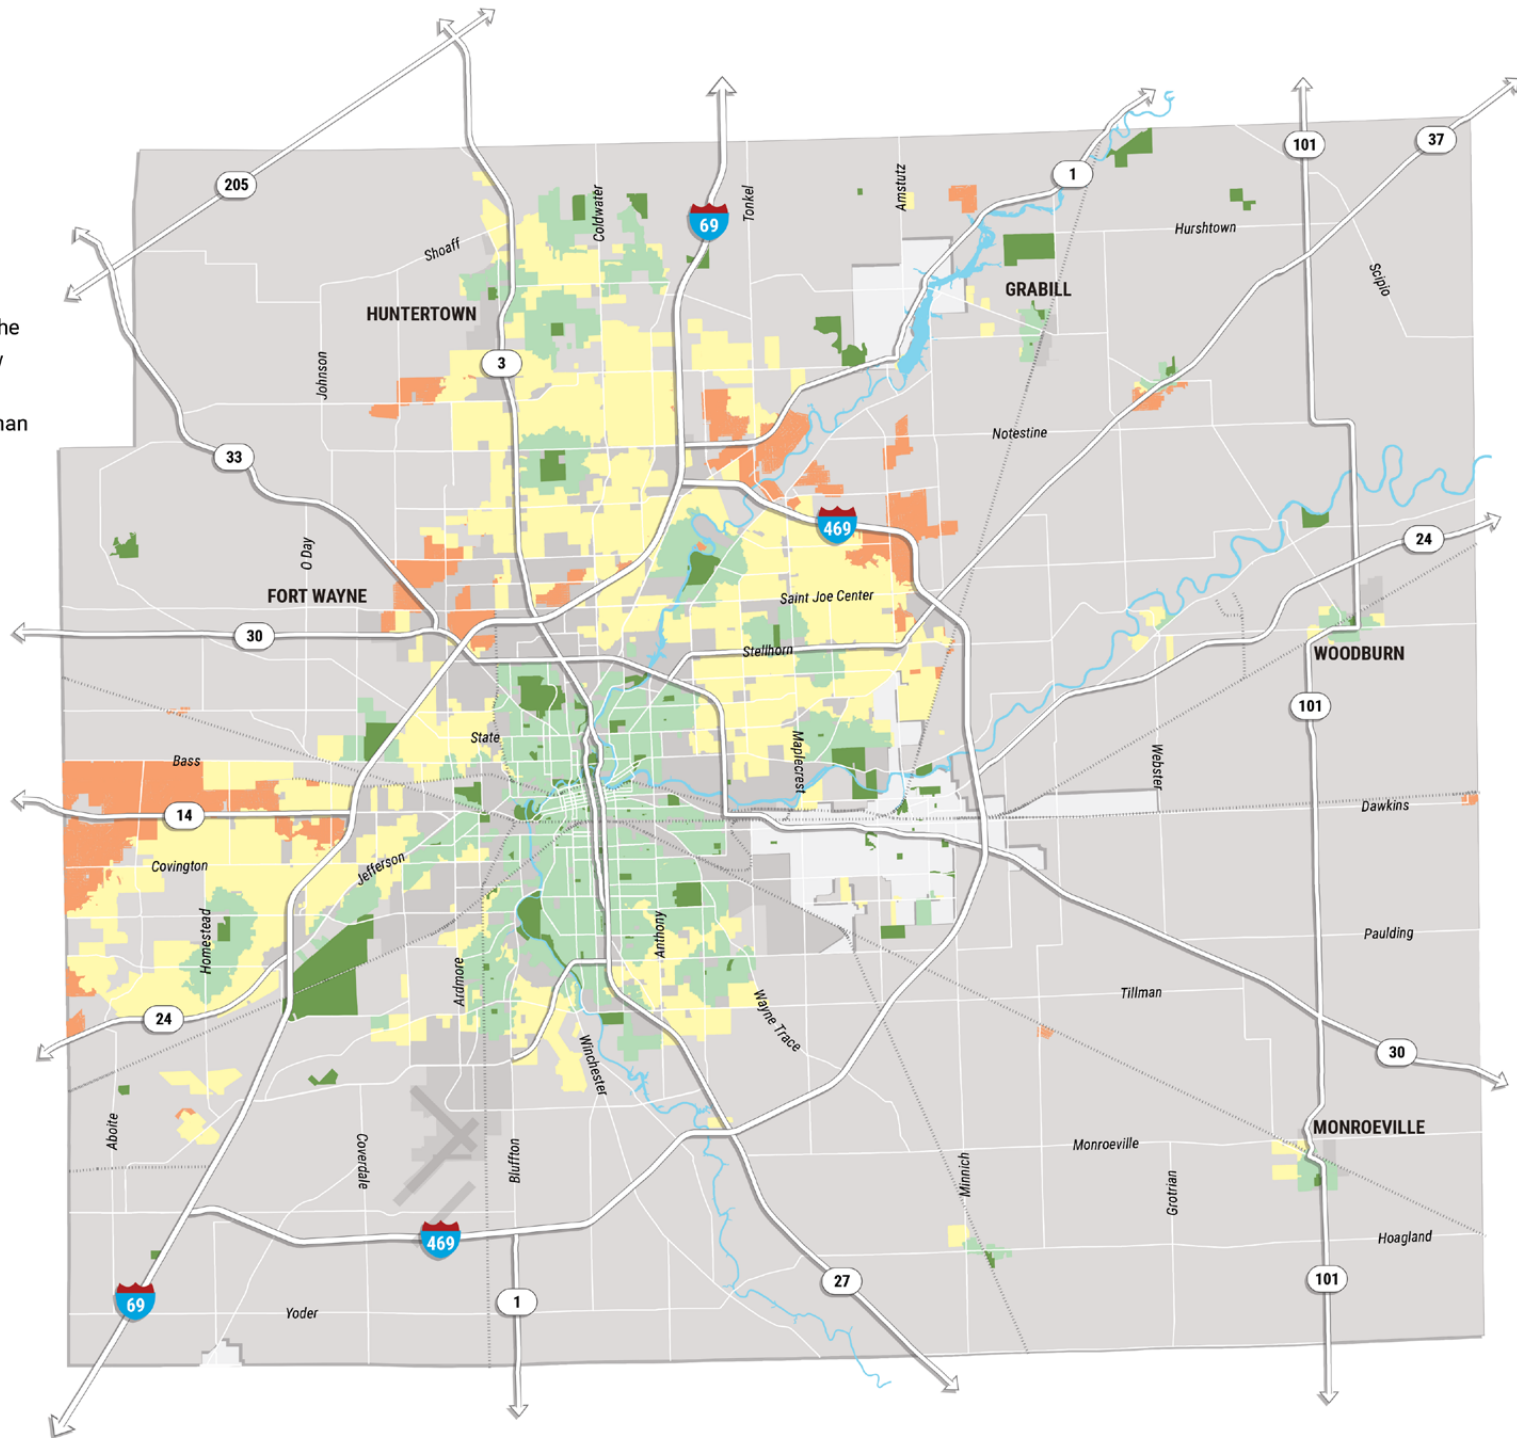 205
101
37
1
69
Coldwater
Tonkel
Amstutz
Hurshtown
Shoaff
Scipio
GRABILL
HUNTERTOWN
he
3
Johnson
nan
Notestine
33
469
24
O Day
FORT WAYNE
Saint Joe Center
30
Stellhorn
WOODBURN
101
State
Maplecrest
Webster
Bass
14
Dawkins
Covington
Jefferson
Homestead
Anthony
Paulding
Ardmore
Tillman
24
Wayne Trace
30
Winchester
Aboite
MONROEVILLE
Coverdale
Bluffton
Monroeville
Minnich
Grotrian
469
Hoagland
27
101
69
1
Yoder